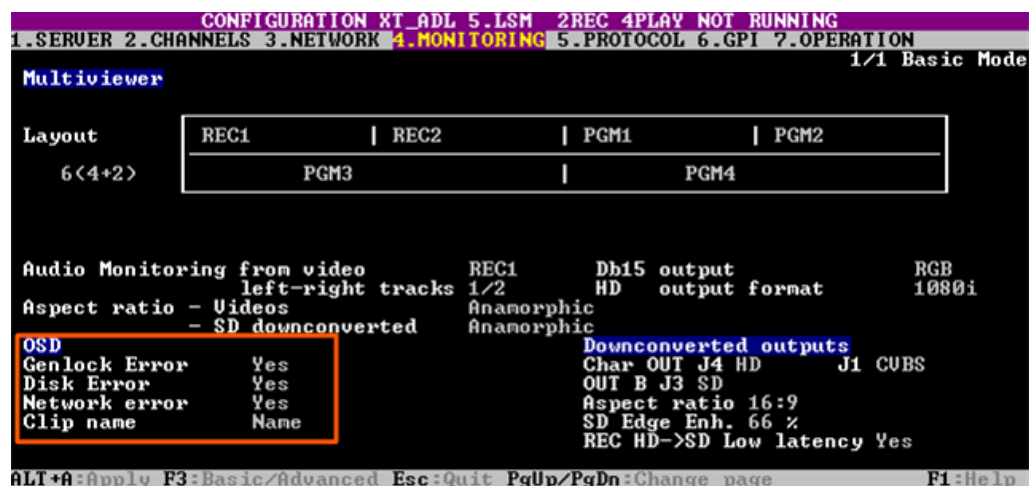 CONFIGURATION XT_ADL 5.LSM 2REC 4PLAY NOT RUNNING
1.SERVER 2.CHANNELS 3.NETWORK 4.MONITORING 5.PROTOCOL 6.GPI 7.OPERATION
1/1 Basic Mode
Multiviewer
Layout REC1 | REC2 | PGM1 | PGM2
6(4+2) PGM3 | PGM4
Audio Monitoring from video REC1 Db15 output RGB
left-right tracks 1/2 HD output format 1080i
Aspect ratio - Videos Anamorphic
- SD downconverted Anamorphic
OSD Downconverted outputs
Genlock Error Yes Char OUT J4 HD J1 CVBS
Disk Error Yes OUT B J3 SD
Network error Yes Aspect ratio 16:9
Clip name Name SD Edge Enh. 66 %
REC HD->SD Low latency Yes
ALT+A:Apply F3:Basic/Advanced Esc:Quit PgUp/PgDn:Change page F1:Help